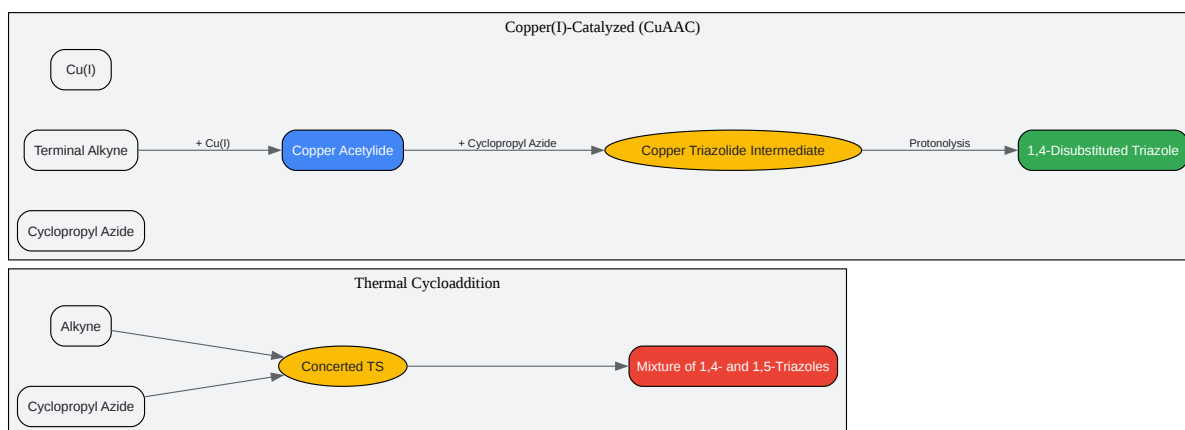 Copper(I)-Catalyzed (CuAAC)
Cu(I)
Terminal Alkyne
+ Cu(I)
Copper Acetylide
+ Cyclopropyl Azide
Copper Triazolide Intermediate
Protonolysis
1,4-Disubstituted Triazole
Cyclopropyl Azide
Thermal Cycloaddition
Alkyne
Concerted TS
Mixture of 1,4- and 1,5-Triazoles
Cyclopropyl Azide